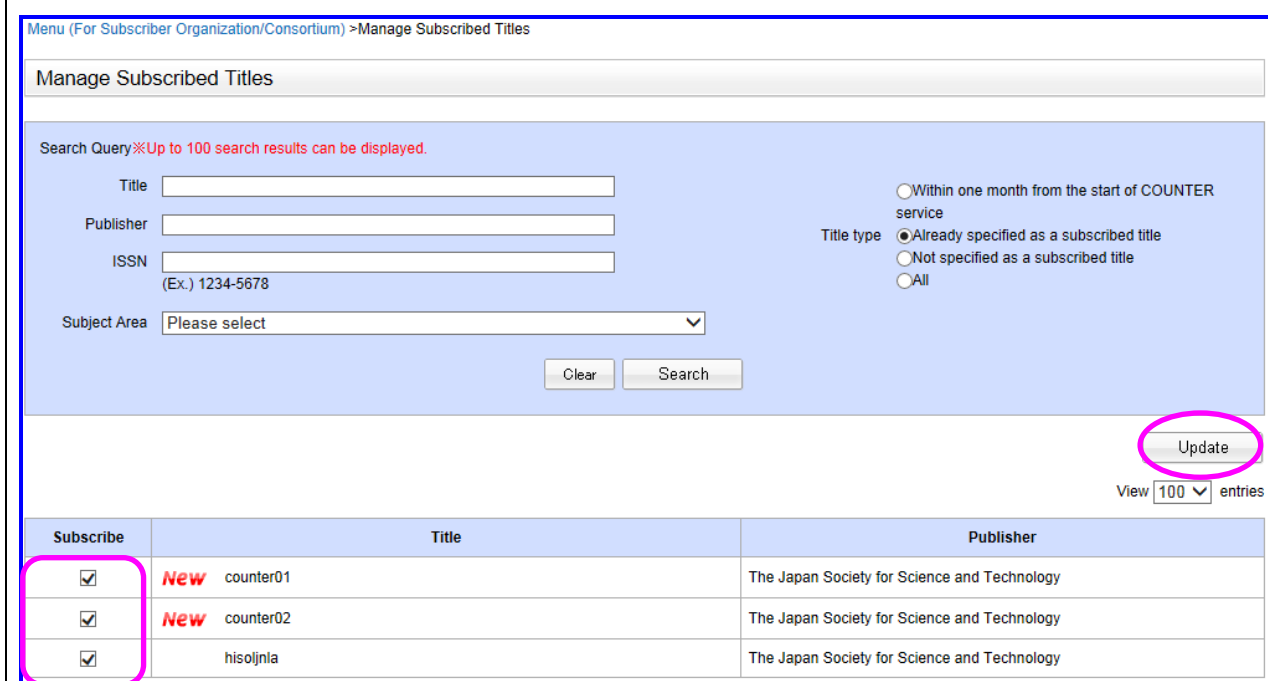 Menu (For Subscriber Organization/Consortium) >Manage Subscribed Titles
Manage Subscribed Titles
Search Query※Up to 100 search results can be displayed.
Title
Publisher
ISSN
(Ex.) 1234-5678
Subject Area Please select
Title type
Within one month from the start of COUNTER
service
Already specified as a subscribed title
Not specified as a subscribed title
All
Clear Search
Update
View 100 entries
Subscribe Title Publisher
New counter01 The Japan Society for Science and Technology
New counter02 The Japan Society for Science and Technology
hisoljnla The Japan Society for Science and Technology